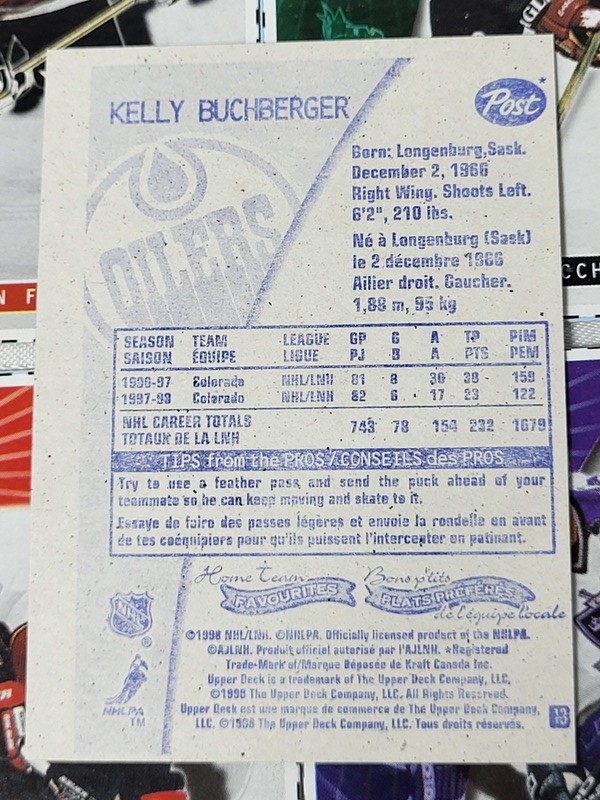 KELLY BUCHBERGER
Post
OILERS
Born: Longenburg, Sask.
December 2, 1966
Right Wing. Shoots Left.
6'2", 210 lbs.
Né à Longenburg (Sask)
le 2 décembre 1966
Ailier droit. Gaucher.
1,88 m, 95 kg
SEASON TEAM LEAGUE GP G A TP PIM
SAISON ÉQUIPE LIGUE PJ B A PTS PEM
1996-97 Colorado NHL/LNH 81 8 30 38 159
1997-98 Colorado NHL/LNH 82 6 17 23 122
NHL CAREER TOTALS 743 78 154 232 1679
TOTAUX DE LA LNH
TIPS from the PROS / CONSEILS des PROS
Try to use a feather pass, and send the puck ahead of your
teammate so he can keep moving and skate to it.
Essaye de faire des passes légères et envoie la rondelle en avant
de tes coéquipiers pour qu'ils puissent l'intercepter en patinant.
Home Team
FAVOURITES
Bons p'tits
PLATS PRÉFÉRÉS
de l'équipe locale
NHL ®
NHLPA
TM
©1998 NHL/LNH. ©NHLPA. Officially licensed product of the NHLPA.
©AJLNH. Produit officiel autorisé par l'AJLNH. *Registered
Trade-Mark of/Marque Déposée de Kraft Canada Inc.
Upper Deck is a trademark of The Upper Deck Company, LLC,
©1998 The Upper Deck Company, LLC. All Rights Reserved.
Upper Deck est une marque de commerce de The Upper Deck Company,
LLC. ©1998 The Upper Deck Company, LLC. Tous droits réservés.
13